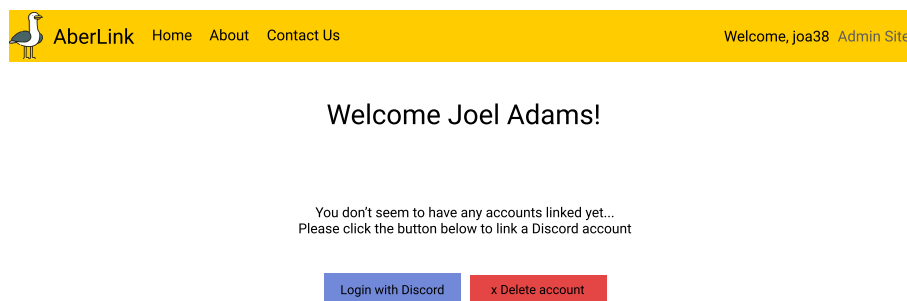 AberLink Home About Contact Us Welcome, joa38 Admin Site
Welcome Joel Adams!
You don’t seem to have any accounts linked yet...
Please click the button below to link a Discord account
Login with Discord x Delete account